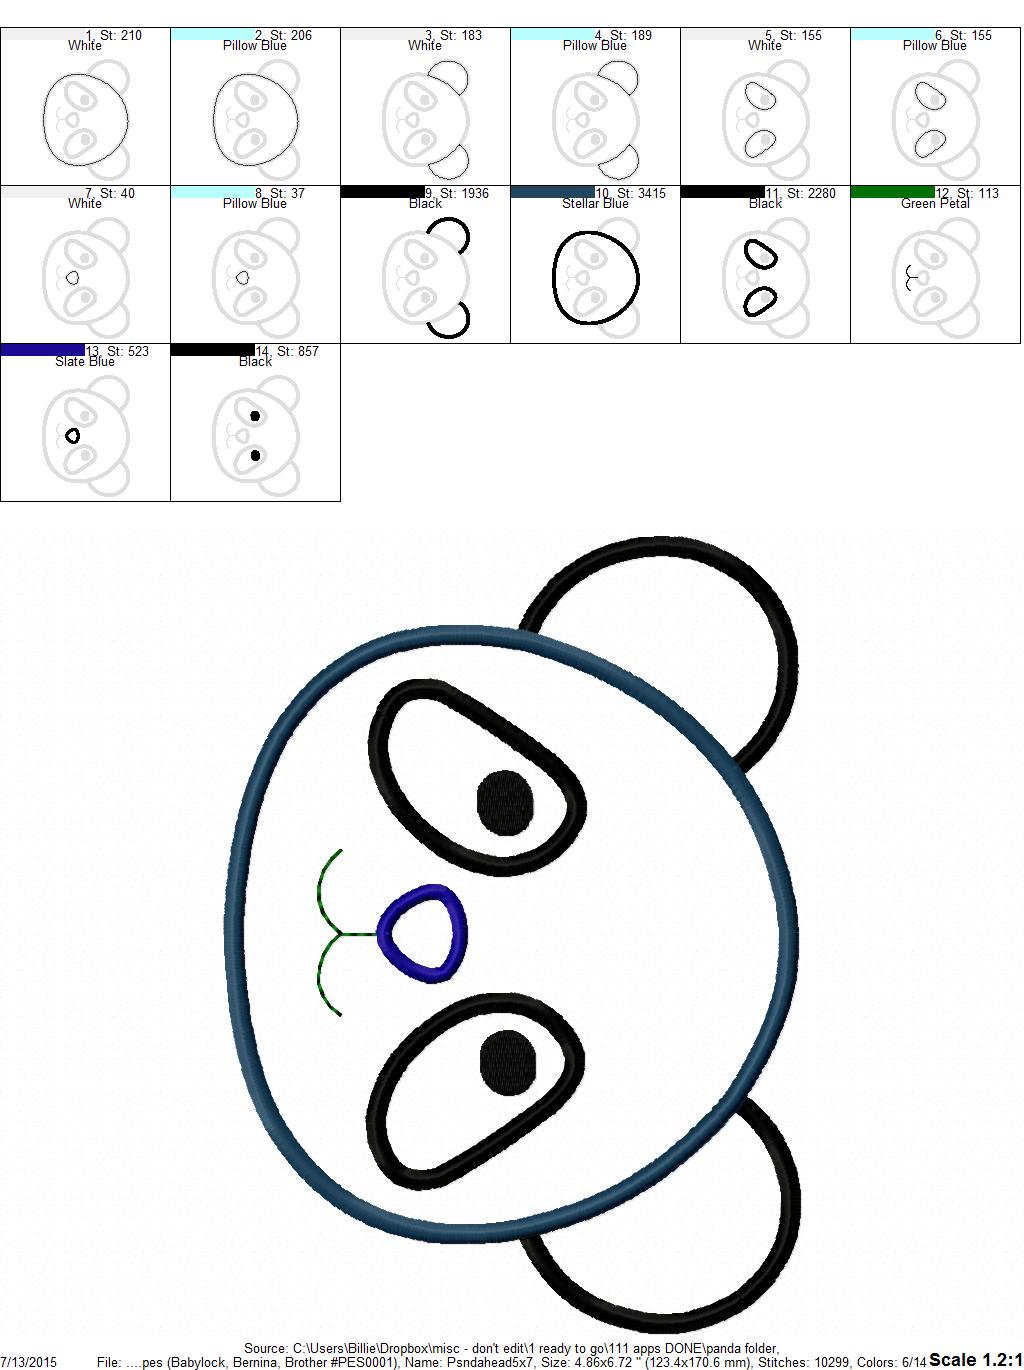 1, St: 210
White
2, St: 206
Pillow Blue
3, St: 183
White
4, St: 189
Pillow Blue
5, St: 155
White
6, St: 155
Pillow Blue
7, St: 40
White
8, St: 37
Pillow Blue
9, St: 1936
Black
10, St: 3415
Stellar Blue
11, St: 2280
Black
12, St: 113
Green Petal
13, St: 523
Slate Blue
14, St: 857
Black
Source: C:\Users\Billie\Dropbox\misc - don't edit\1 ready to go\111 apps DONE\panda folder,
7/13/2015 File: ....pes (Babylock, Bernina, Brother #PES0001), Name: Psndahead5x7, Size: 4.86x6.72 " (123.4x170.6 mm), Stitches: 10299, Colors: 6/14 Scale 1.2:1